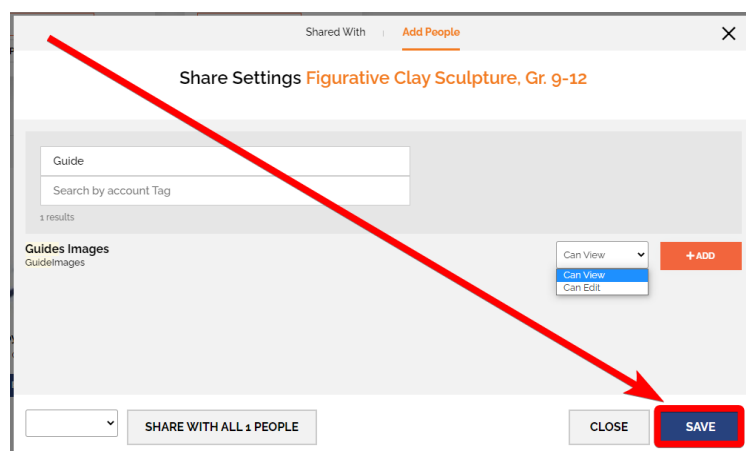 Shared With
Add People
Share Settings Figurative Clay Sculpture, Gr. 9-12
Guide
Search by account Tag
1 results
Guides Images
GuideImages
Can View
+ADD
Can View
Can Edit
SHARE WITH ALL 1 PEOPLE
CLOSE
SAVE